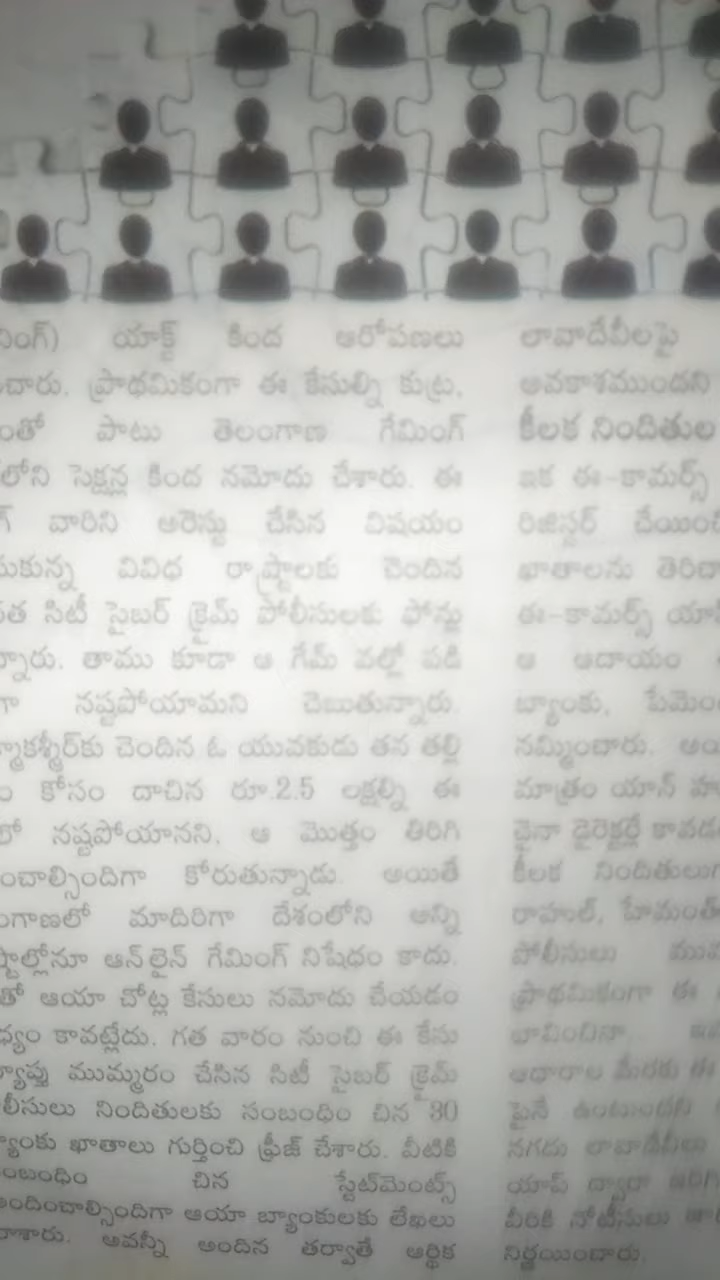 నింగ్) యాక్ట్ కింద ఆరోపణలు
చారు. ప్రాథమికంగా ఈ కేసుల్ని కుట్ర,
ంతో పాటు తెలంగాణ గేమింగ్
లోని సెక్షన్ల కింద నమోదు చేశారు. ఈ
గ్ వారిని అరెస్టు చేసిన విషయం
సుకున్న వివిధ రాష్ట్రాలకు చెందిన
సిటీ సైబర్ క్రైమ్ పోలీసులకు ఫోన్లు
న్నారు. తాము కూడా ఆ గేమ్ వల్లో పడి
గా నష్టపోయామని చెబుతున్నారు.
మ్మూకశ్మీర్‌కు చెందిన ఓ యువకుడు తన తల్లి
ం కోసం దాచిన రూ.2.5 లక్షల్ని ఈ
లో నష్టపోయానని, ఆ మొత్తం తిరిగి
ంచాల్సిందిగా కోరుతున్నాడు. అయితే
ంగాణలో మాదిరిగా దేశంలోని అన్ని
ష్ట్రాల్లోనూ ఆన్‌లైన్ గేమింగ్ నిషేధం కాదు.
తో ఆయా చోట్ల కేసులు నమోదు చేయడం
ధ్యం కావట్లేదు. గత వారం నుంచి ఈ కేసు
ర్యాప్తు ముమ్మరం చేసిన సిటీ సైబర్ క్రైమ్
లీసులు నిందితులకు సంబంధిం చిన 30
్యాంకు ఖాతాలు గుర్తించి ఫ్రీజ్ చేశారు. వీటికి
ంబంధిం చిన స్టేట్‌మెంట్స్
అందించాల్సిందిగా ఆయా బ్యాంకులకు లేఖలు
రాశారు. అవన్నీ అందిన తర్వాతే ఆర్థిక
లావాదేవీలపై
అవకాశముందని
కీలక నిందితుల
ఇక ఈ-కామర్స్
రిజిస్టర్ చేయించి
ఖాతాలను తెరిచా
ఈ-కామర్స్ యా
ఆ ఆదాయం
బ్యాంకు, పేమెం
నమ్మించారు.
మాత్రం యాన్
చైనా డైరెక్టర్లే కావడ
కీలక నిందితులు
రాహుల్, హేమంత్
పోలీసులు
ప్రాథమికంగా ఈ
భావించినా,
ఆధారాల మేరకు ఈ
పైనే ఉంటుందని
నగదు లావాదేవీలు
యాప్ ద్వారా జరిగి
వీరికి నోటీసులు జా
నిర్ణయించారు.